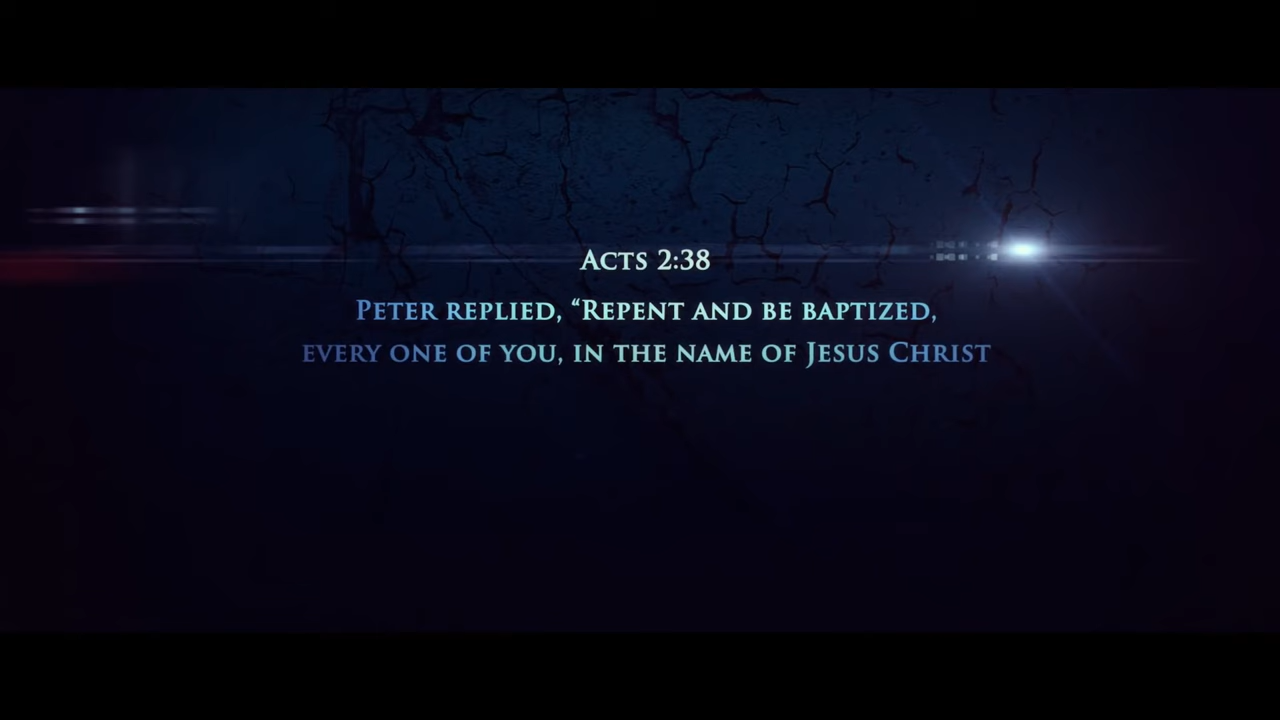 Acts 2:38
Peter replied, “Repent and be baptized,
every one of you, in the name of Jesus Christ